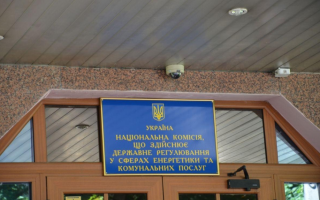 УКРАЇНА
НАЦІОНАЛЬНА КОМІСІЯ,
ЩО ЗДІЙСНЮЄ
ДЕРЖАВНЕ РЕГУЛЮВАННЯ
У СФЕРАХ ЕНЕРГЕТИКИ ТА
КОМУНАЛЬНИХ ПОСЛУГ